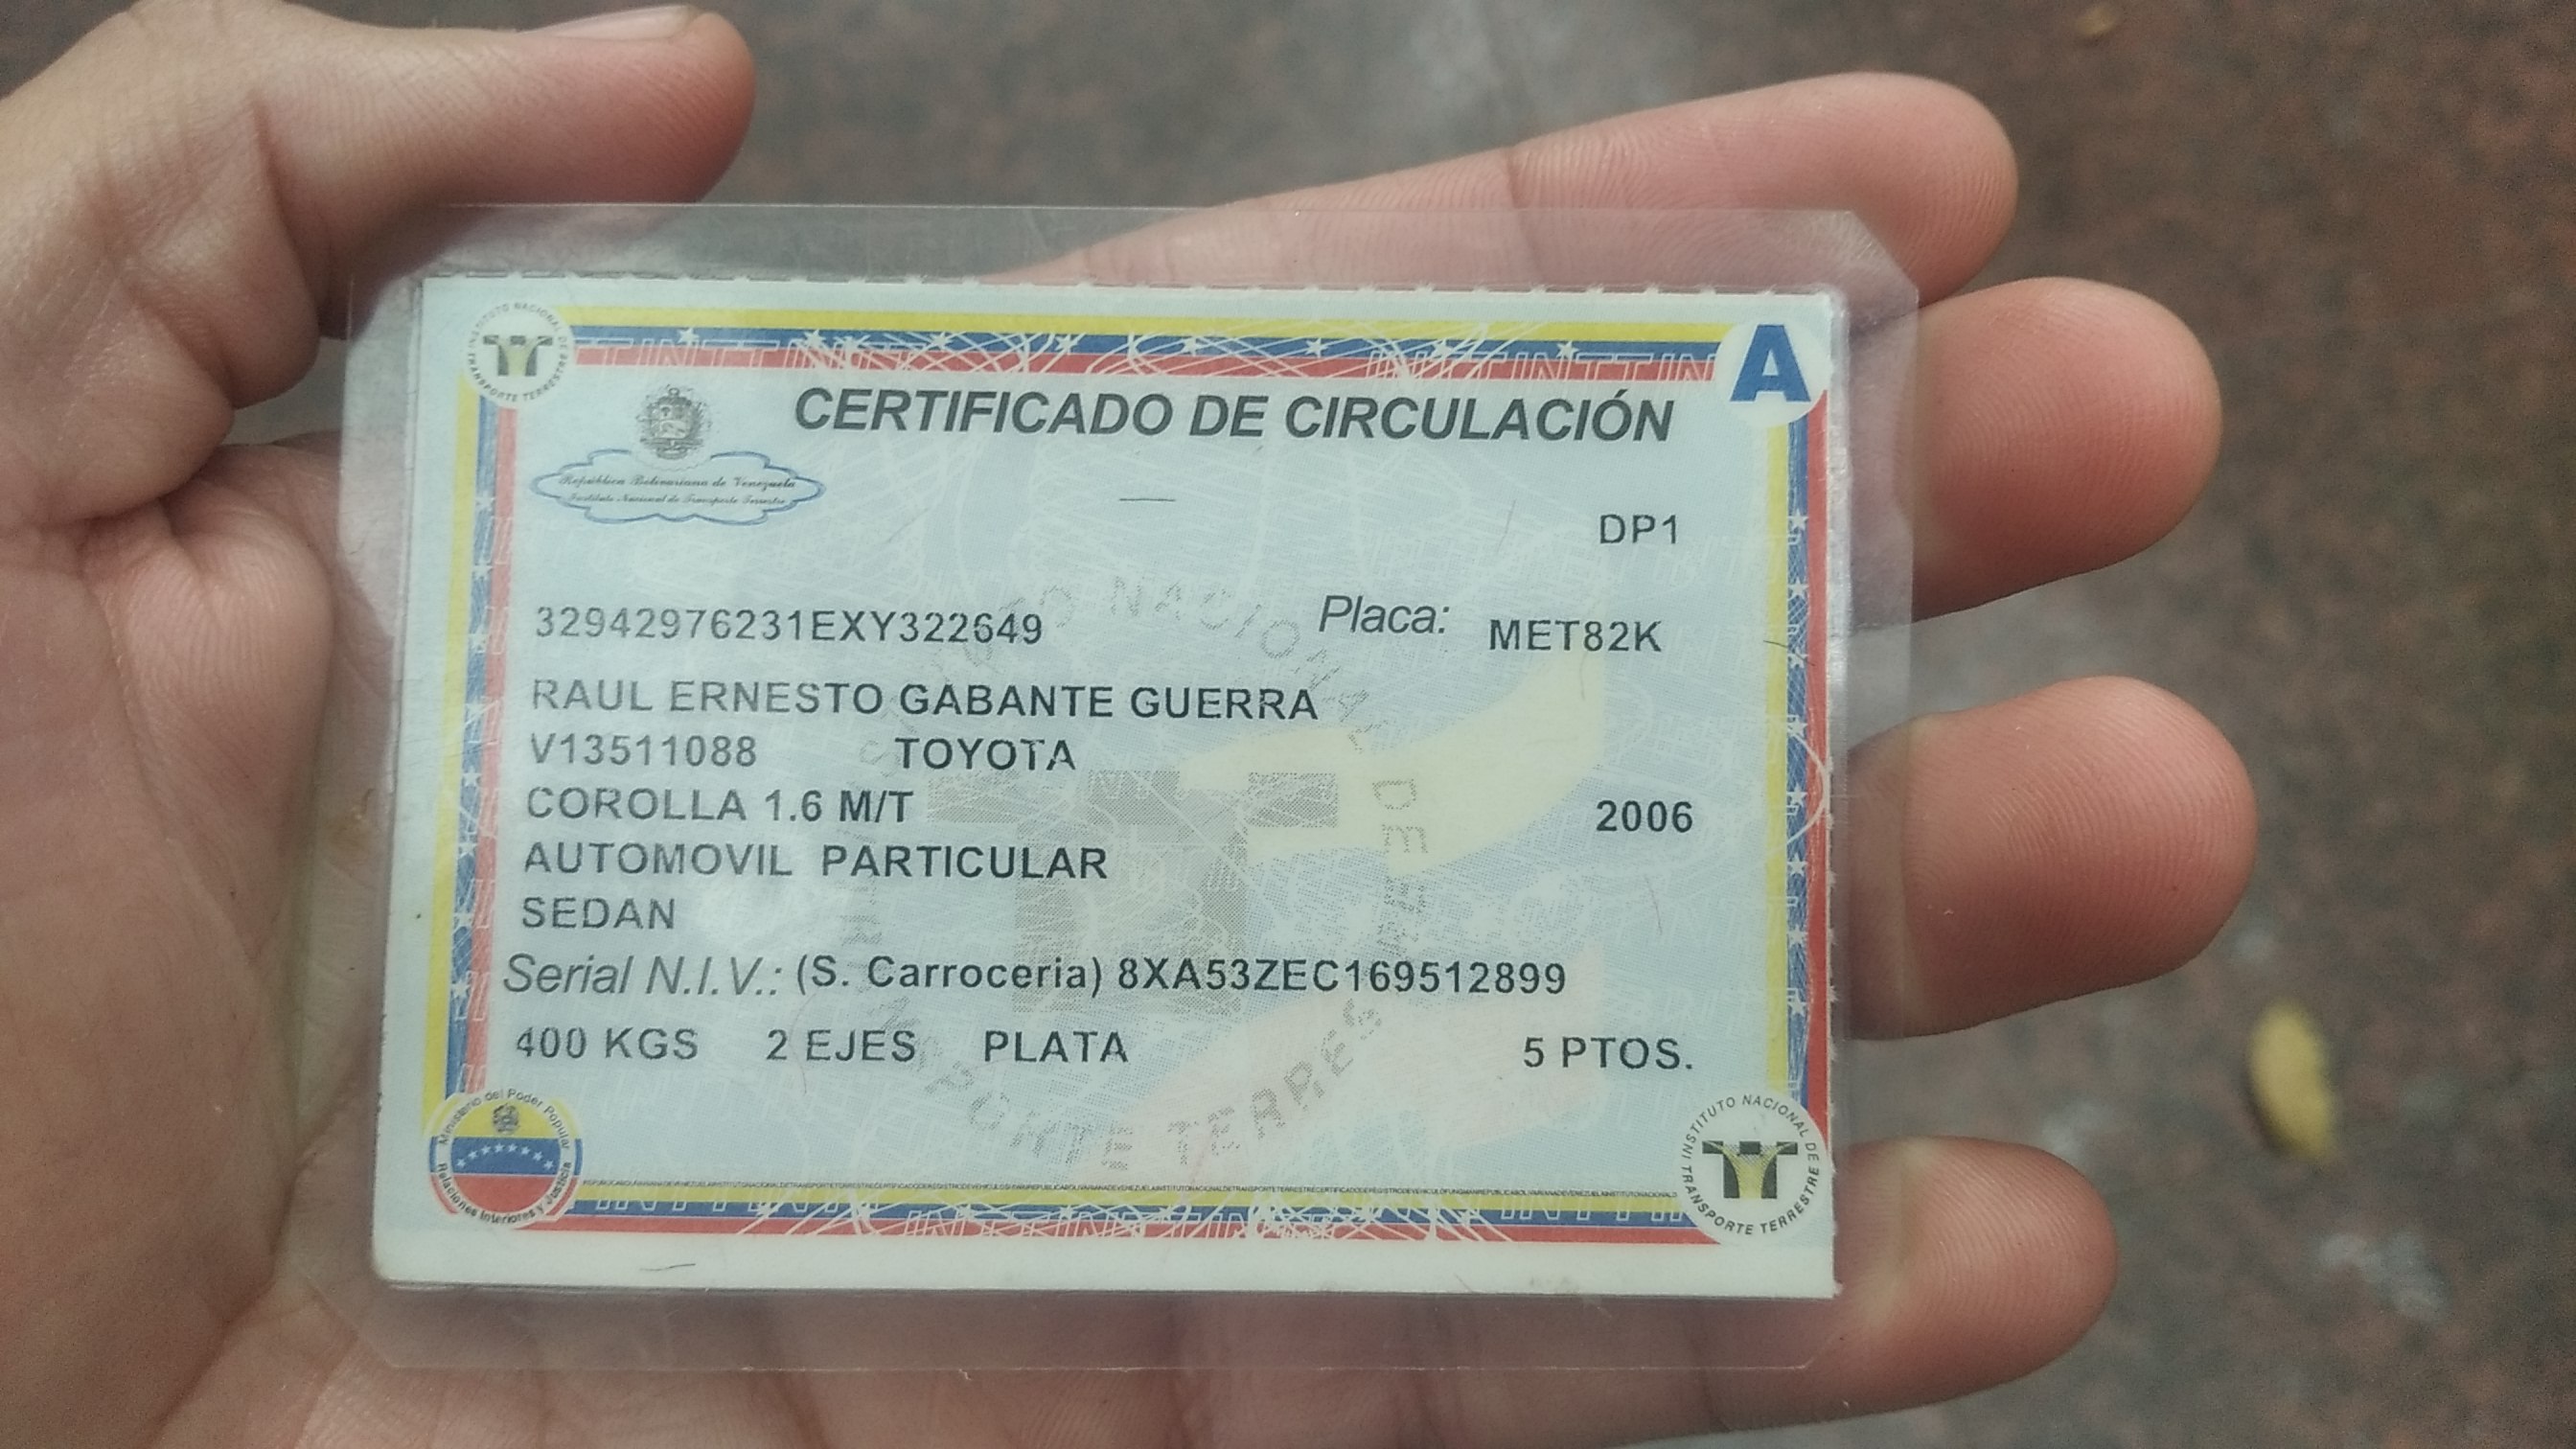 INSTITUTO NACIONAL DE TRANSPORTE TERRESTRE
A
CERTIFICADO DE CIRCULACIÓN
República Bolivariana de Venezuela
Instituto Nacional de Transporte Terrestre
DP1
32942976231EXY322649 Placa: MET82K
RAUL ERNESTO GABANTE GUERRA
V13511088 TOYOTA
COROLLA 1.6 M/T 2006
AUTOMOVIL PARTICULAR
SEDAN
Serial N.I.V.: (S. Carroceria) 8XA53ZEC169512899
400 KGS 2 EJES PLATA 5 PTOS.
Ministerio del Poder Popular
Relaciones Interiores y Justicia
INSTITUTO NACIONAL DE TRANSPORTE TERRESTRE